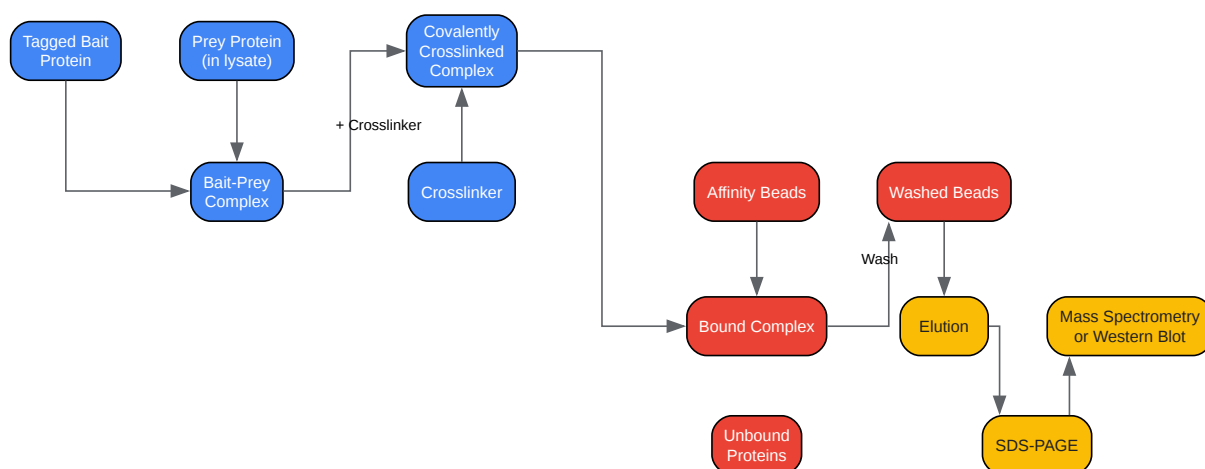 Tagged Bait
Protein
Prey Protein
(in lysate)
Covalently
Crosslinked
Complex
+ Crosslinker
Bait-Prey
Complex
Crosslinker
Affinity Beads
Washed Beads
Wash
Bound Complex
Elution
Mass Spectrometry
or Western Blot
Unbound
Proteins
SDS-PAGE